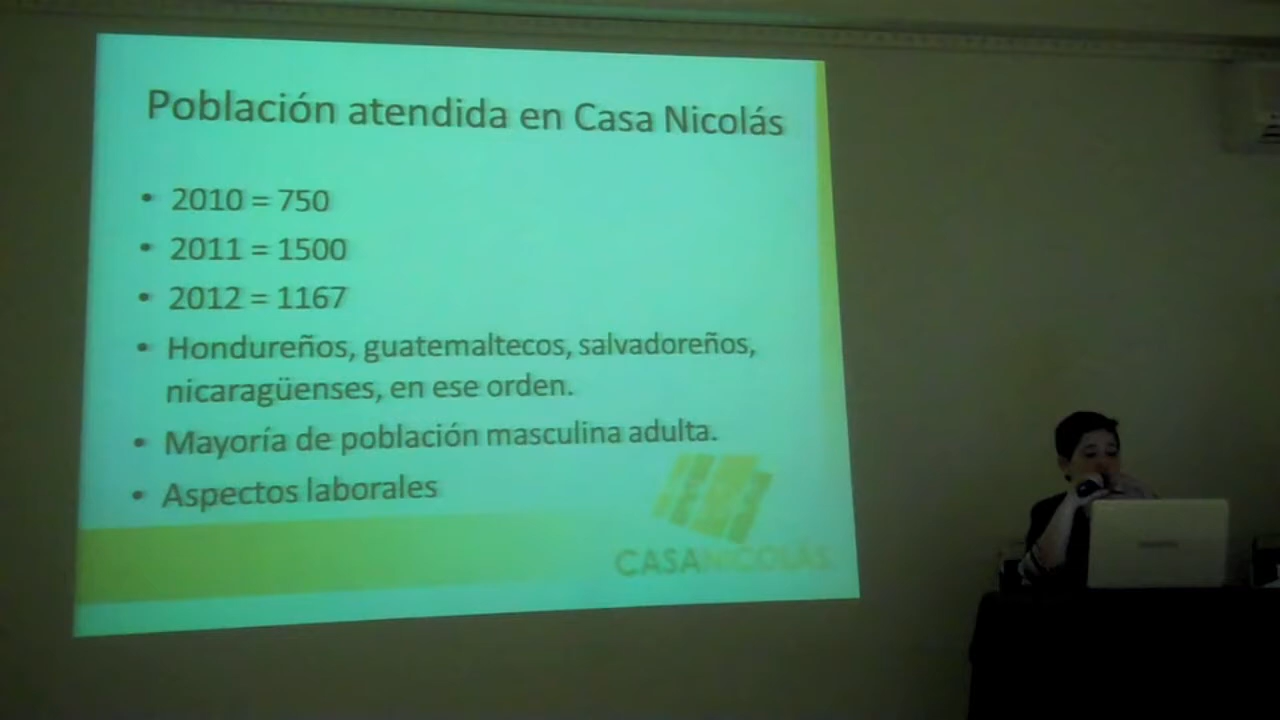 Población atendida en Casa Nicolás
• 2010 = 750
• 2011 = 1500
• 2012 = 1167
• Hondureños, guatemaltecos, salvadoreños,
nicaragüenses, en ese orden.
• Mayoría de población masculina adulta.
• Aspectos laborales
CASANICOLÁS